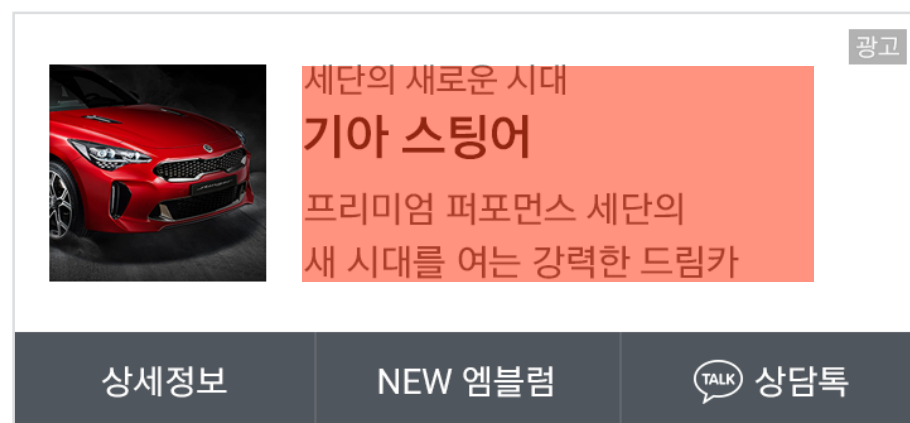 광고
세단의 새로운 시대
기아 스팅어
프리미엄 퍼포먼스 세단의
새 시대를 여는 강력한 드림카
상세정보
NEW 엠블럼
TALK 상담톡